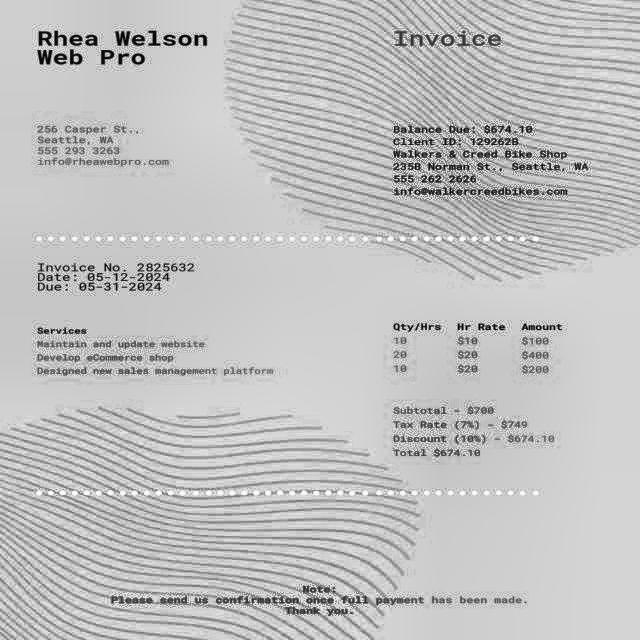 Rhea Welson
Web Pro
Invoice
256 Casper St.,
Seattle, WA
555 293 3263
info@rheawebpro.com
Balance Due: $674.10
Client ID: 129262B
Walkers & Creed Bike Shop
235B Norman St., Seattle, WA
555 262 2626
info@walkercreedbikes.com
Invoice No. 2825632
Date: 05-12-2024
Due: 05-31-2024
Services
Maintain and update website
Develop eCommerce shop
Designed new sales management platform
Qty/Hrs Hr Rate Amount
10 $10 $100
20 $20 $400
10 $20 $200
Subtotal - $700
Tax Rate (7%) - $749
Discount (10%) - $674.10
Total $674.10
Note:
Please send us confirmation once full payment has been made.
Thank you.